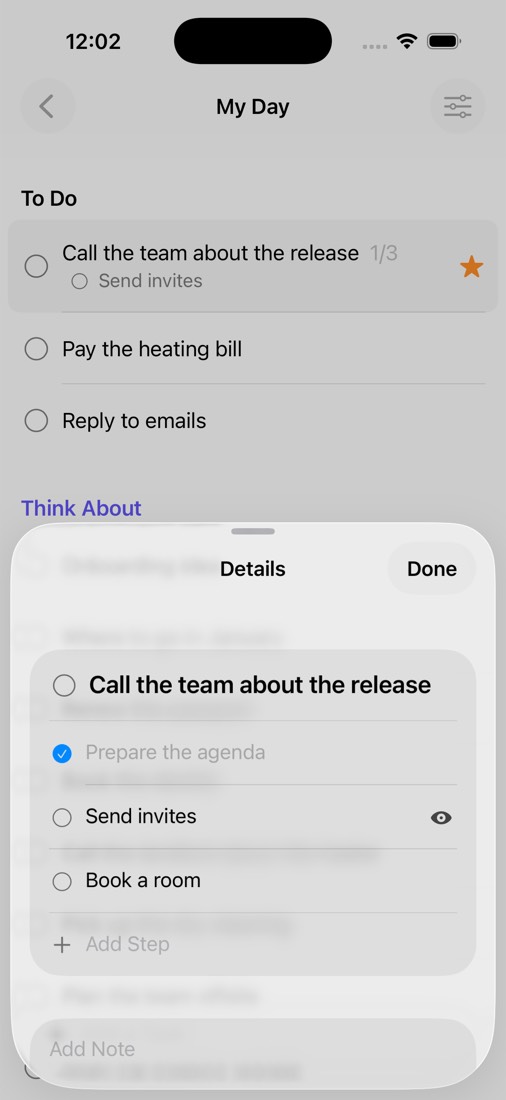 12:02
My Day
To Do
Call the team about the release 1/3
Send invites
Pay the heating bill
Reply to emails
Think About
Details
Done
Call the team about the release
Prepare the agenda
Send invites
Book a room
Add Step
Add Note